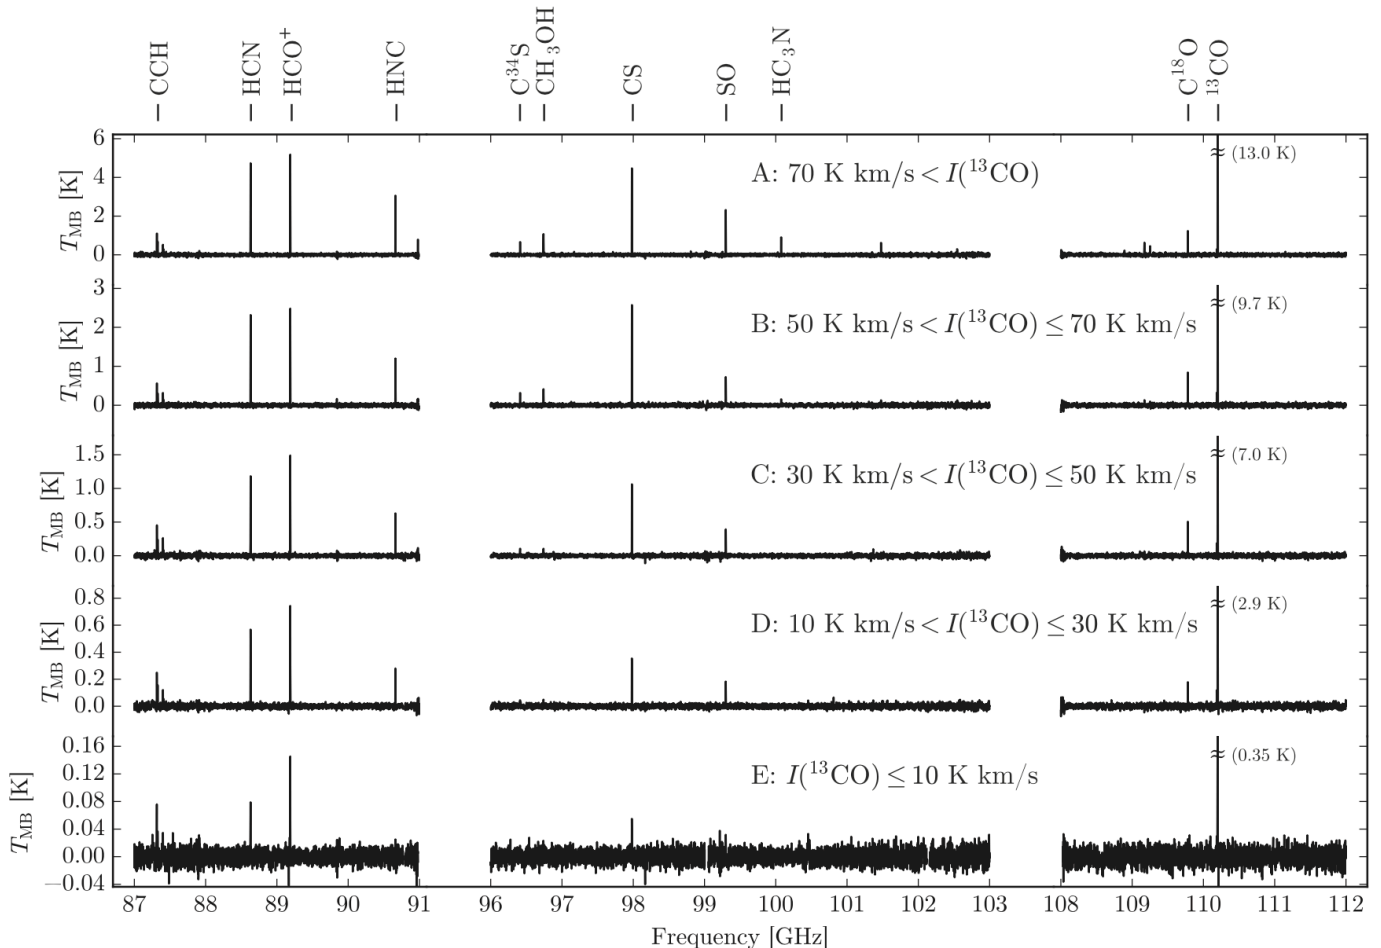 CCH HCN HCO⁺ HNC C³⁴S CH₃OH CS SO HC₃N C¹⁸O ¹³CO
6
4
2
0
T_MB [K]
A: 70 K km/s < I(¹³CO)
≈ (13.0 K)
3
2
1
0
T_MB [K]
B: 50 K km/s < I(¹³CO) ≤ 70 K km/s
≈ (9.7 K)
1.5
1.0
0.5
0.0
T_MB [K]
C: 30 K km/s < I(¹³CO) ≤ 50 K km/s
≈ (7.0 K)
0.8
0.6
0.4
0.2
0.0
T_MB [K]
D: 10 K km/s < I(¹³CO) ≤ 30 K km/s
≈ (2.9 K)
0.16
0.12
0.08
0.04
0.00
−0.04
T_MB [K]
E: I(¹³CO) ≤ 10 K km/s
≈ (0.35 K)
87 88 89 90 91 96 97 98 99 100 101 102 103 108 109 110 111 112
Frequency [GHz]